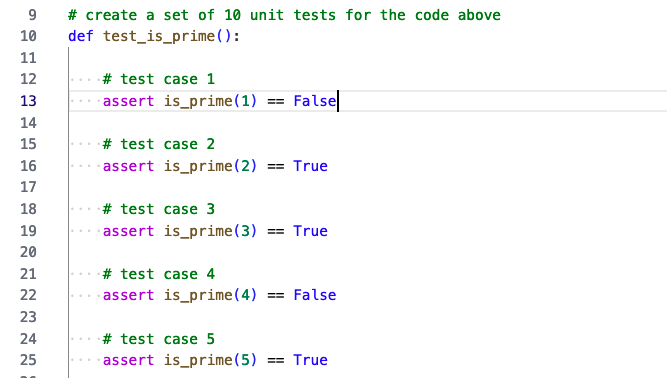 9 # create a set of 10 unit tests for the code above
10 def test_is_prime():
11
12 # test case 1
13 assert is_prime(1) == False
14
15 # test case 2
16 assert is_prime(2) == True
17
18 # test case 3
19 assert is_prime(3) == True
20
21 # test case 4
22 assert is_prime(4) == False
23
24 # test case 5
25 assert is_prime(5) == True
26